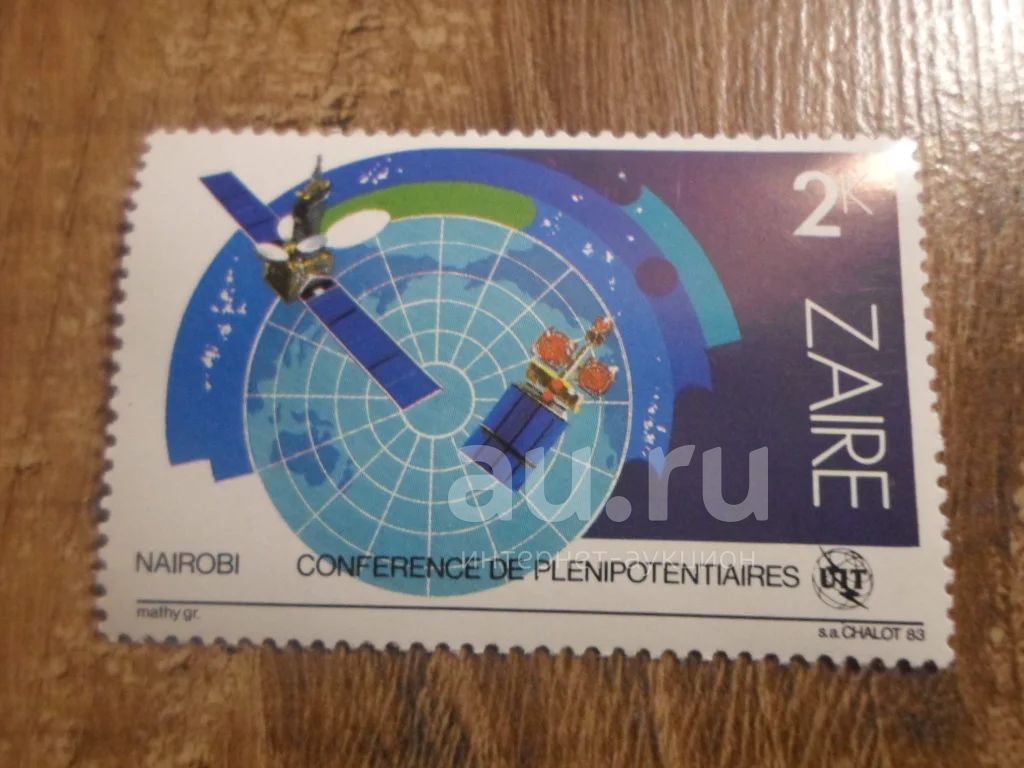 2K
ZAIRE
au.ru
интернет-аукцион
NAIROBI CONFERENCE DE PLENIPOTENTIAIRES UIT
mathy gr.
s.a. CHALOT 83